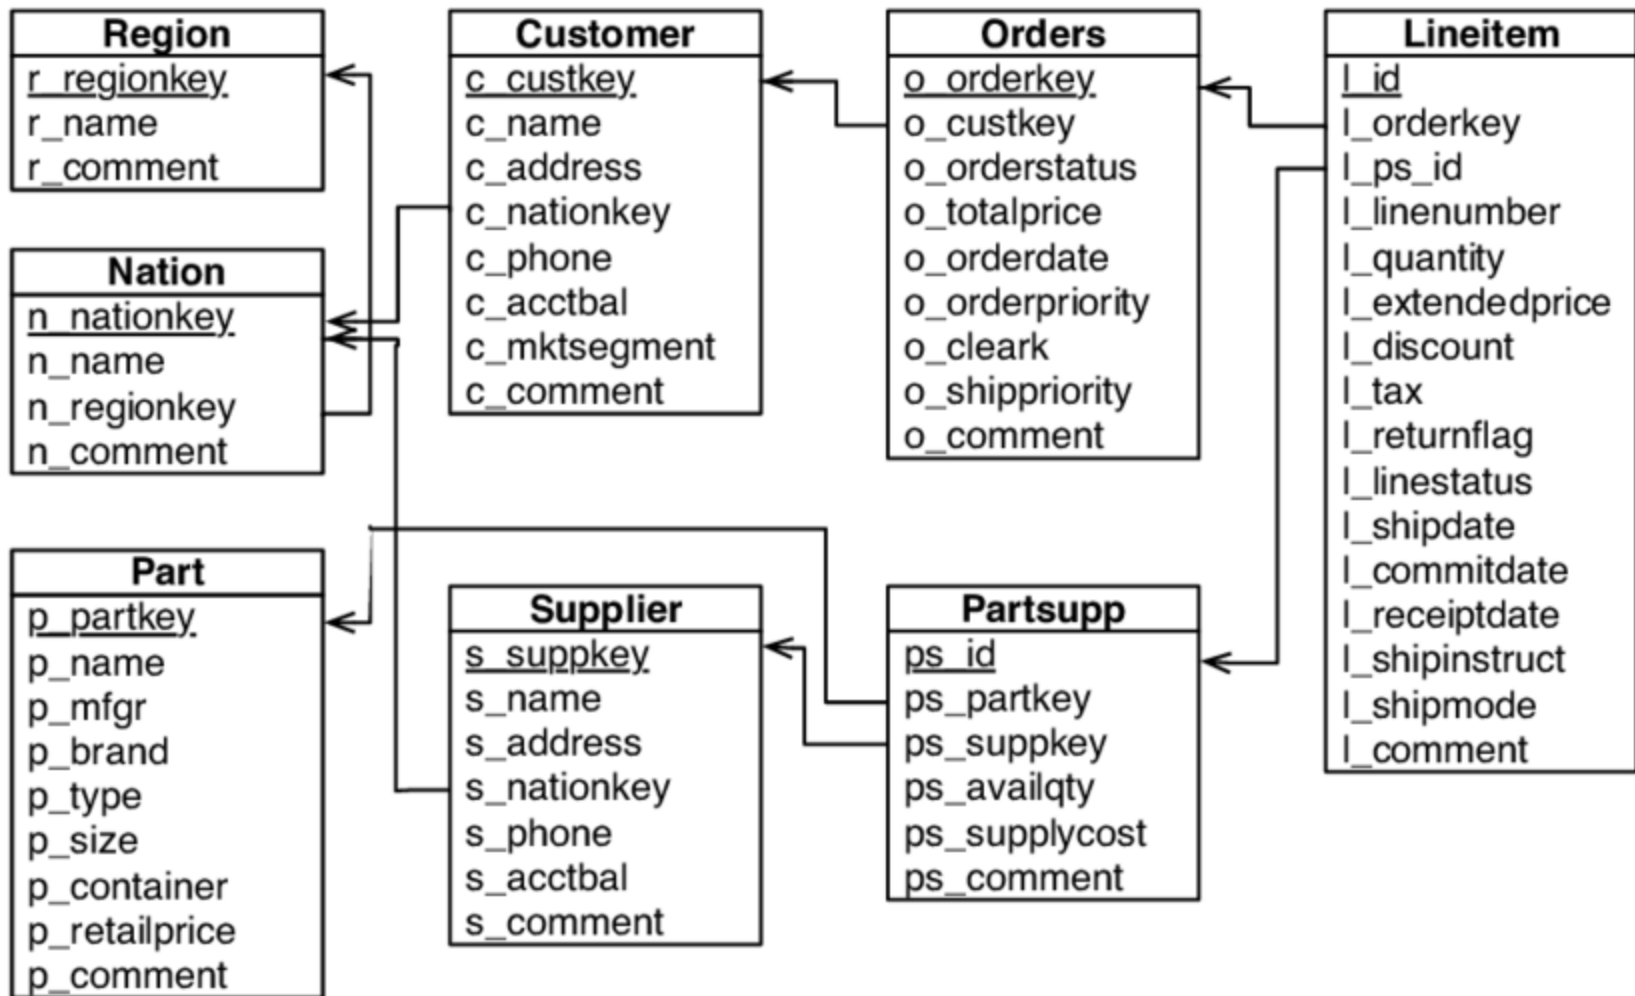 Region
r_regionkey
r_name
r_comment
Nation
n_nationkey
n_name
n_regionkey
n_comment
Part
p_partkey
p_name
p_mfgr
p_brand
p_type
p_size
p_container
p_retailprice
p_comment
Customer
c_custkey
c_name
c_address
c_nationkey
c_phone
c_acctbal
c_mktsegment
c_comment
Supplier
s_suppkey
s_name
s_address
s_nationkey
s_phone
s_acctbal
s_comment
Orders
o_orderkey
o_custkey
o_orderstatus
o_totalprice
o_orderdate
o_orderpriority
o_cleark
o_shippriority
o_comment
Partsupp
ps_id
ps_partkey
ps_suppkey
ps_availqty
ps_supplycost
ps_comment
Lineitem
l_id
l_orderkey
l_ps_id
l_linenumber
l_quantity
l_extendedprice
l_discount
l_tax
l_returnflag
l_linestatus
l_shipdate
l_commitdate
l_receiptdate
l_shipinstruct
l_shipmode
l_comment